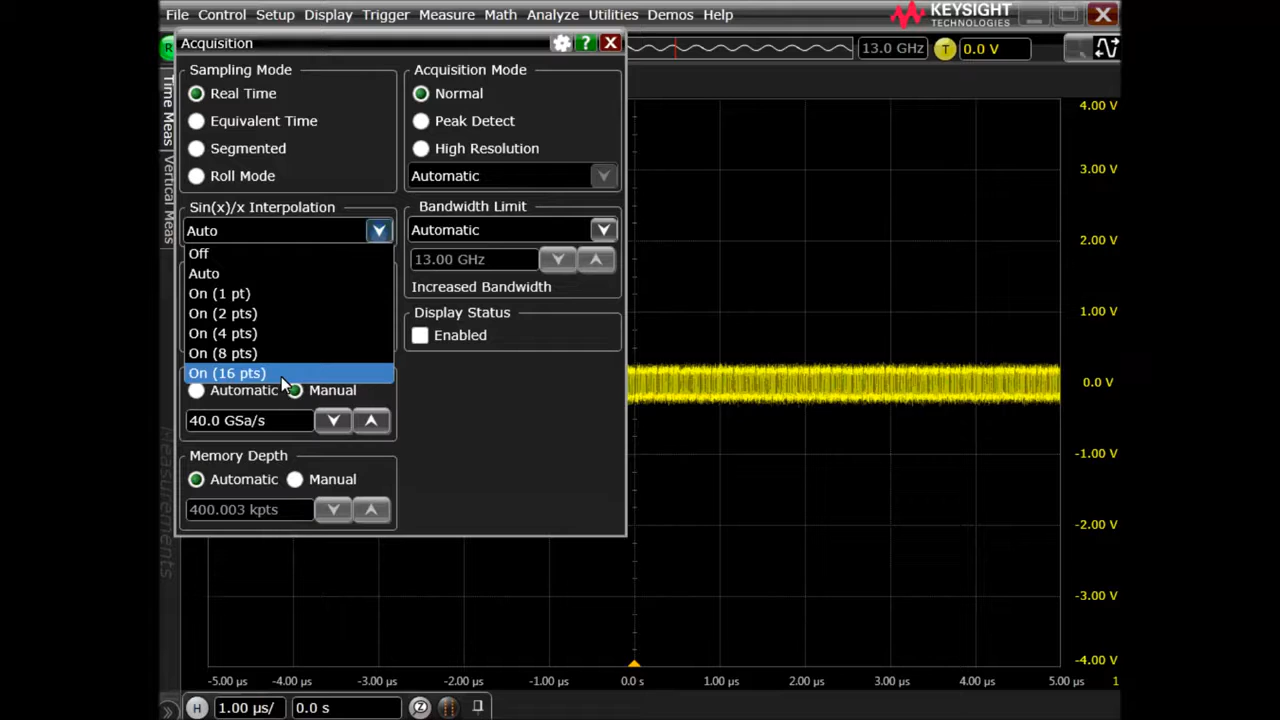 File Control Setup Display Trigger Measure Math Analyze Utilities Demos Help
KEYSIGHT
TECHNOLOGIES
Acquisition
?
13.0 GHz
T
0.0 V
Time Meas
Vertical Meas
Measurements
Sampling Mode
Real Time
Equivalent Time
Segmented
Roll Mode
Acquisition Mode
Normal
Peak Detect
High Resolution
Automatic
Sin(x)/x Interpolation
Auto
Off
Auto
On (1 pt)
On (2 pts)
On (4 pts)
On (8 pts)
On (16 pts)
Bandwidth Limit
Automatic
13.00 GHz
Increased Bandwidth
Display Status
Enabled
Automatic Manual
40.0 GSa/s
Memory Depth
Automatic Manual
400.003 kpts
4.00 V
3.00 V
2.00 V
1.00 V
0.0 V
-1.00 V
-2.00 V
-3.00 V
-4.00 V
-5.00 µs -4.00 µs -3.00 µs -2.00 µs -1.00 µs 0.0 s 1.00 µs 2.00 µs 3.00 µs 4.00 µs 5.00 µs 1
H 1.00 µs/ 0.0 s